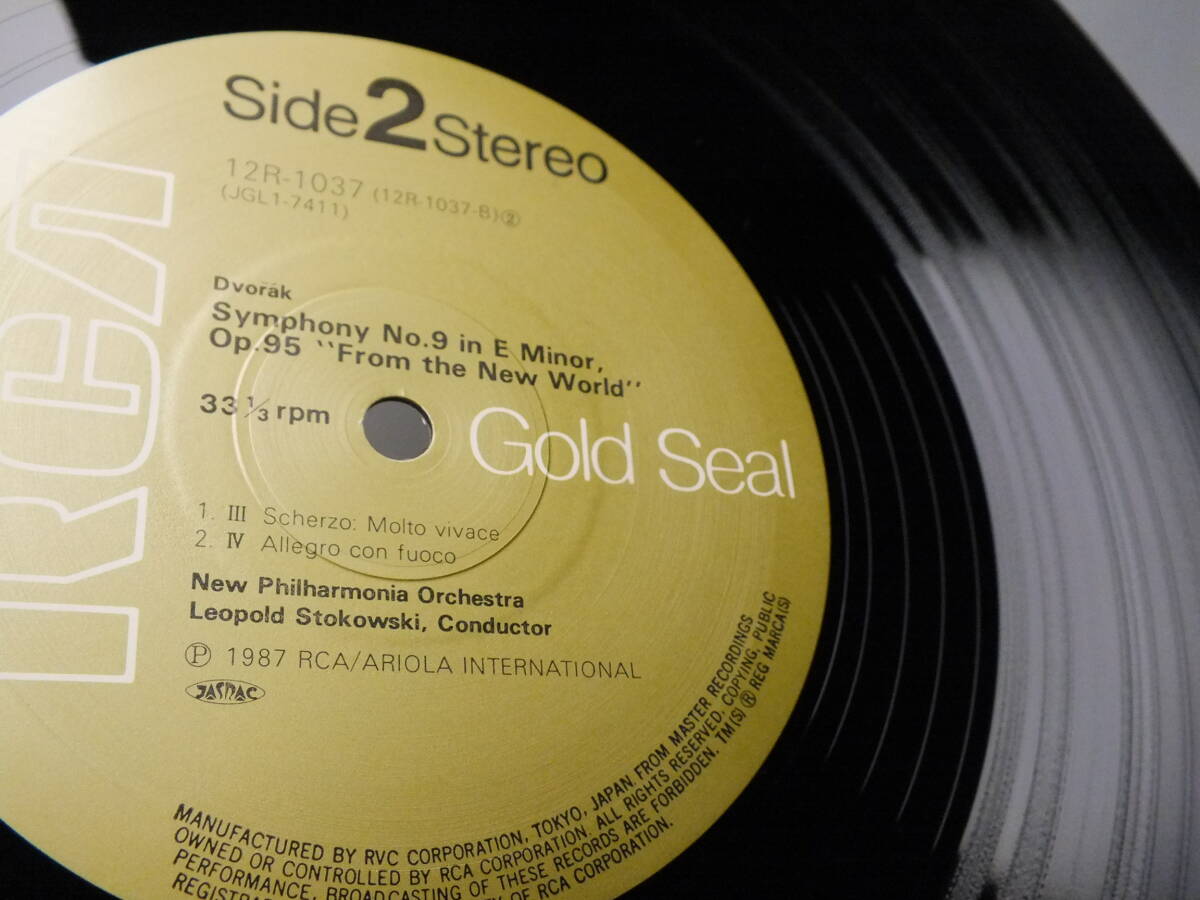 Side 2 Stereo
12R-1037 (12R-1037-B)②
(JGL1-7411)
RCA
Dvořák
Symphony No.9 in E Minor,
Op.95 "From the New World"
33 1/3 rpm
Gold Seal
1. III Scherzo: Molto vivace
2. IV Allegro con fuoco
New Philharmonia Orchestra
Leopold Stokowski, Conductor
Ⓟ 1987 RCA/ARIOLA INTERNATIONAL
JASRAC
MANUFACTURED BY RVC CORPORATION, TOKYO, JAPAN. FROM MASTER RECORDINGS
OWNED OR CONTROLLED BY RCA CORPORATION. ALL RIGHTS RESERVED. COPYING, PUBLIC
PERFORMANCE, BROADCASTING OF THESE RECORDS ARE FORBIDDEN. TM(S) ® REG MARCA(S)
OF RCA CORPORATION.